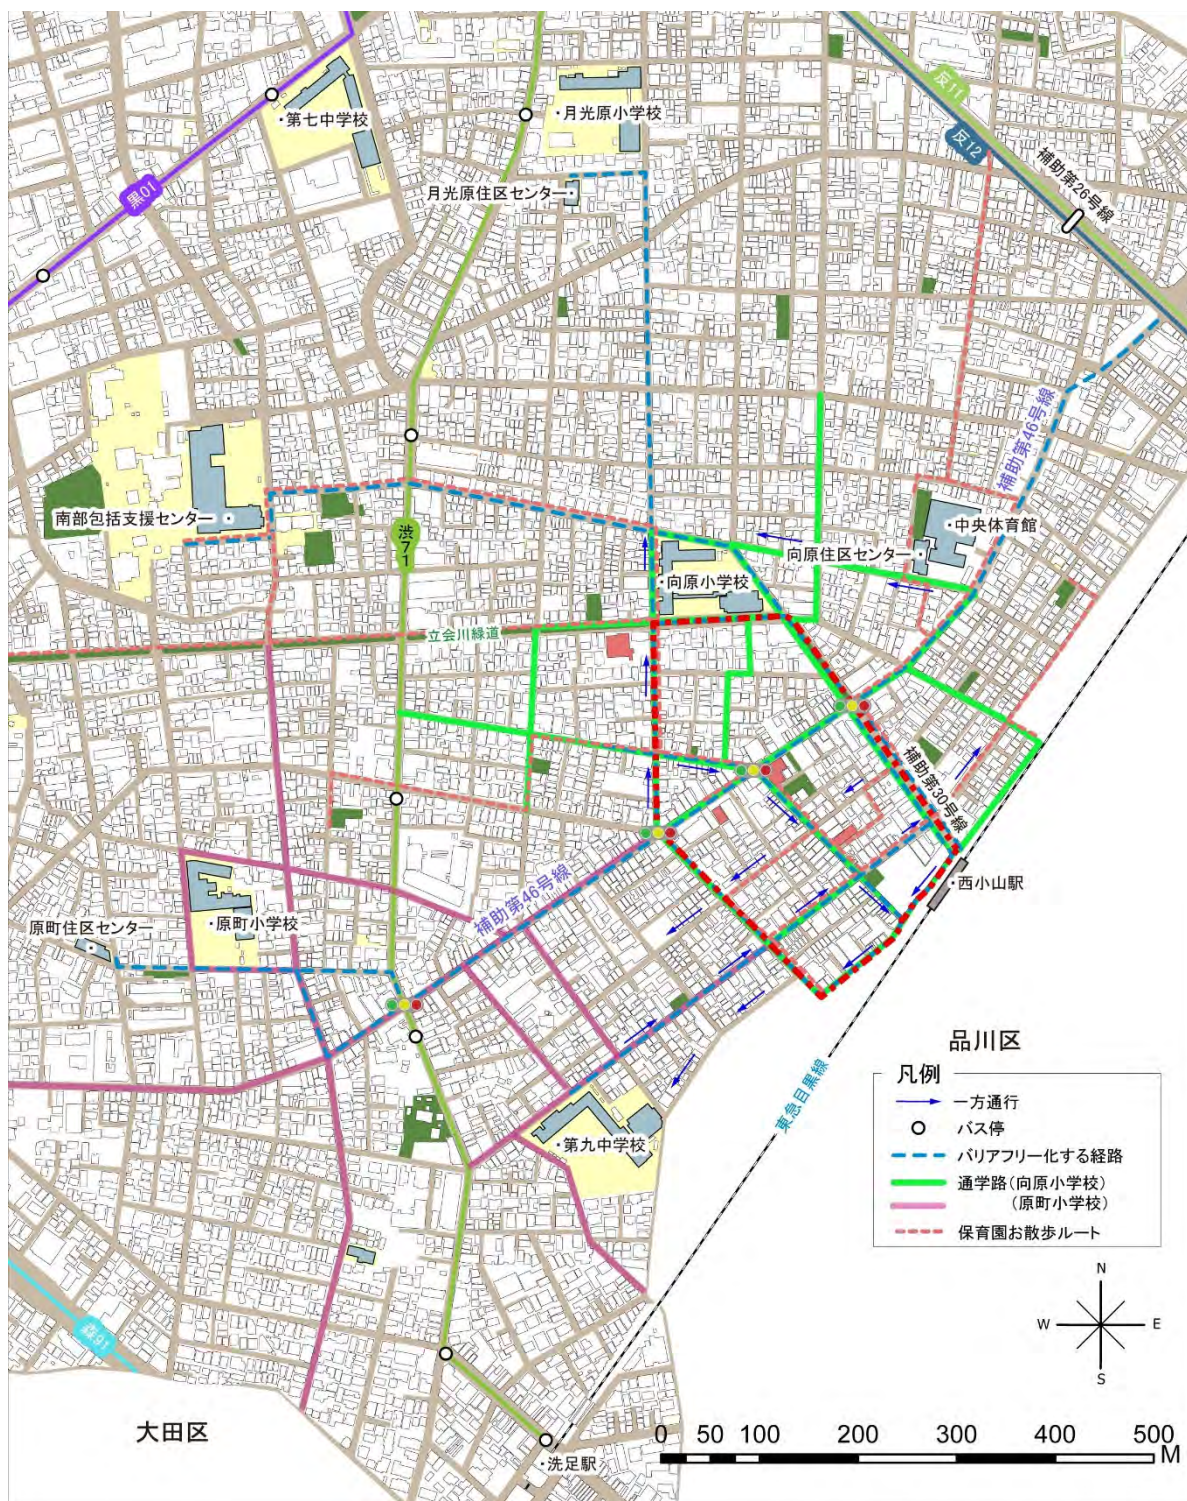 反11
反12
補助第26号線
・第七中学校
・月光原小学校
黒01
月光原住区センター・
補助第46号線
南部包括支援センター ・
・中央体育館
向原住区センター・
渋71
・向原小学校
立会川緑道
補助第30号線
・西小山駅
補助第46号線
・原町小学校
原町住区センター
品川区
東急目黒線
凡例
一方通行
バス停
バリアフリー化する経路
通学路(向原小学校)
(原町小学校)
保育園お散歩ルート
・第九中学校
N
W E
S
森91
大田区
0 50 100 200 300 400 500
M
・洗足駅